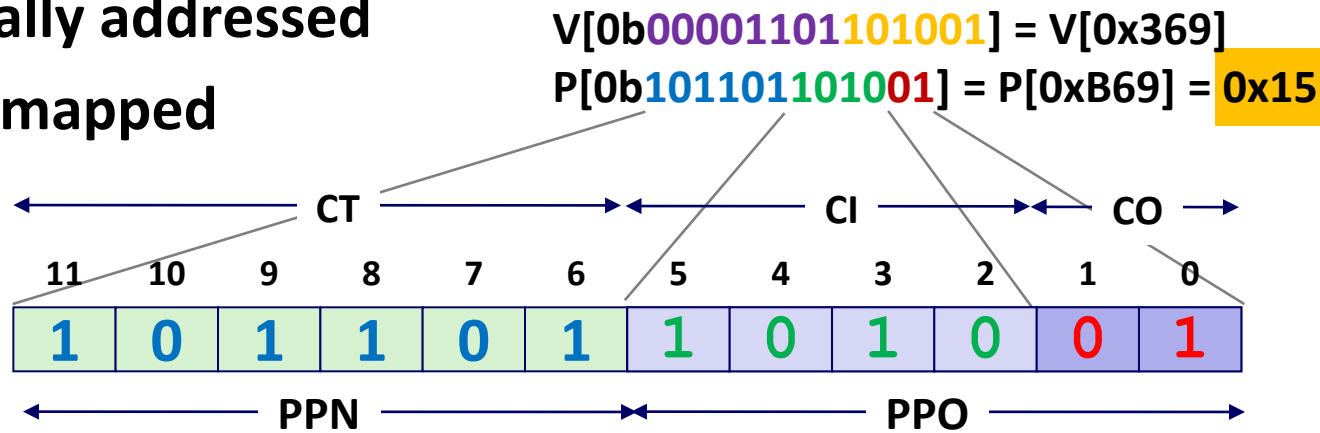 ally addressed
mapped
V[0b00001101101001] = V[0x369]
P[0b101101101001] = P[0xB69] = 0x15
CT CI CO
11 10 9 8 7 6 5 4 3 2 1 0
1 0 1 1 0 1 1 0 1 0 0 1
PPN PPO